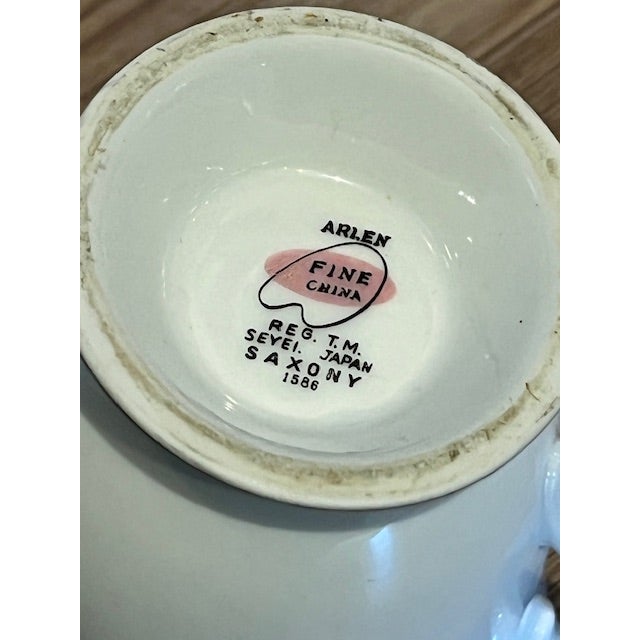 ARLEN
FINE
CHINA
REG. T.M.
SEYEI. JAPAN
SAXONY
1586